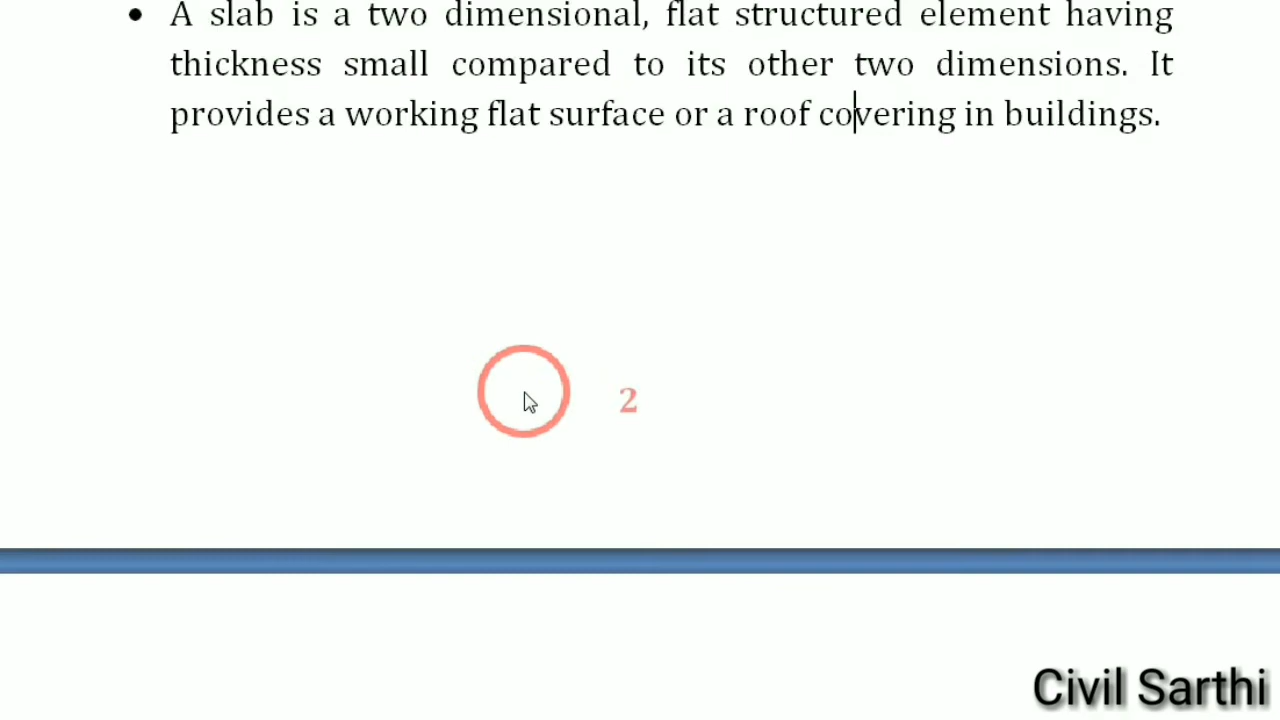 • A slab is a two dimensional, flat structured element having
thickness small compared to its other two dimensions. It
provides a working flat surface or a roof covering in buildings.
2
Civil Sarthi